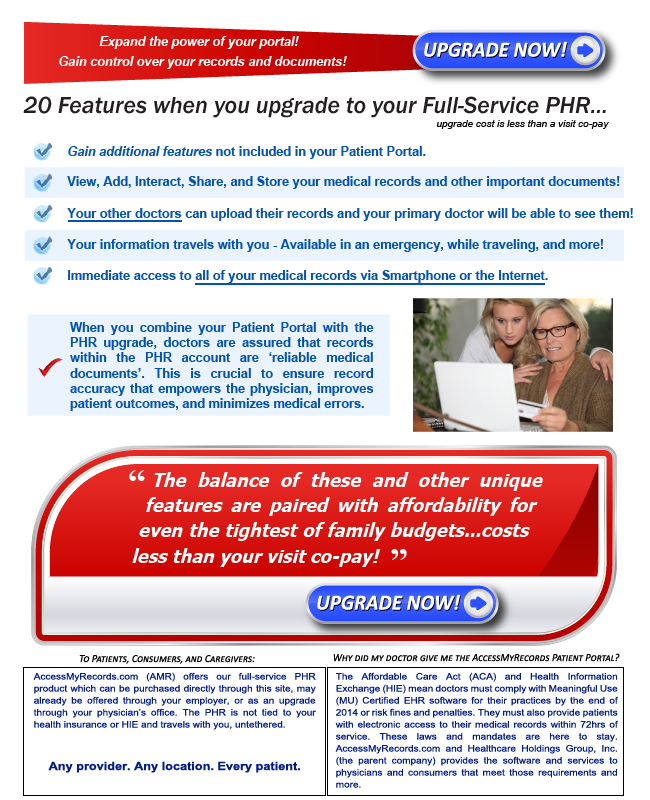 Expand the power of your portal!
Gain control over your records and documents!
UPGRADE NOW!
20 Features when you upgrade to your Full-Service PHR...
upgrade cost is less than a visit co-pay
Gain additional features not included in your Patient Portal.
View, Add, Interact, Share, and Store your medical records and other important documents!
Your other doctors can upload their records and your primary doctor will be able to see them!
Your information travels with you - Available in an emergency, while traveling, and more!
Immediate access to all of your medical records via Smartphone or the Internet.
When you combine your Patient Portal with the
PHR upgrade, doctors are assured that records
within the PHR account are ‘reliable medical
documents’. This is crucial to ensure record
accuracy that empowers the physician, improves
patient outcomes, and minimizes medical errors.
“ The balance of these and other unique
features are paired with affordability for
even the tightest of family budgets...costs
less than your visit co-pay! ”
UPGRADE NOW!
To Patients, Consumers, and Caregivers:
AccessMyRecords.com (AMR) offers our full-service PHR
product which can be purchased directly through this site, may
already be offered through your employer, or as an upgrade
through your physician's office. The PHR is not tied to your
health insurance or HIE and travels with you, untethered.
Any provider. Any location. Every patient.
Why did my doctor give me the AccessMyRecords Patient Portal?
The Affordable Care Act (ACA) and Health Information
Exchange (HIE) mean doctors must comply with Meaningful Use
(MU) Certified EHR software for their practices by the end of
2014 or risk fines and penalties. They must also provide patients
with electronic access to their medical records within 72hrs of
service. These laws and mandates are here to stay.
AccessMyRecords.com and Healthcare Holdings Group, Inc.
(the parent company) provides the software and services to
physicians and consumers that meet those requirements and
more.